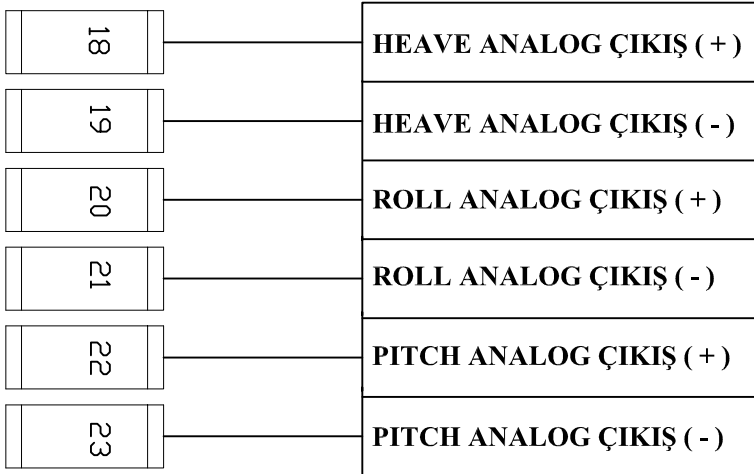 18 HEAVE ANALOG ÇIKIŞ ( + )
19 HEAVE ANALOG ÇIKIŞ ( - )
20 ROLL ANALOG ÇIKIŞ ( + )
21 ROLL ANALOG ÇIKIŞ ( - )
22 PITCH ANALOG ÇIKIŞ ( + )
23 PITCH ANALOG ÇIKIŞ ( - )